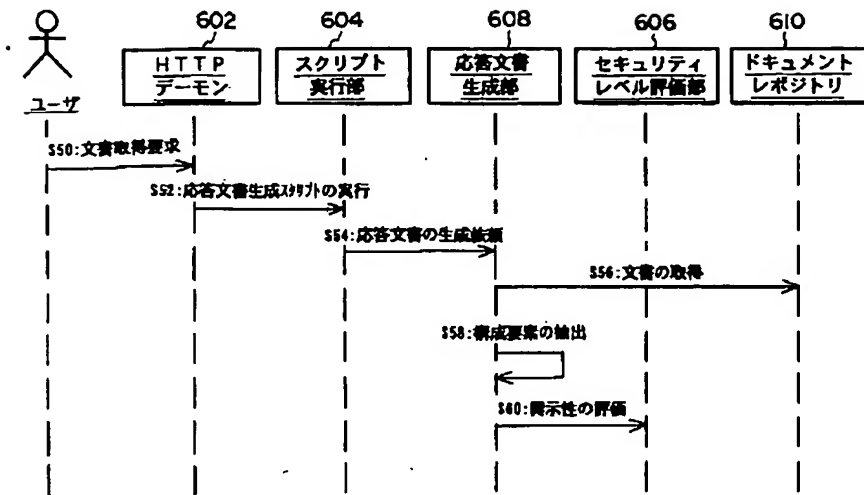 602
604
608
606
610
HTTP
デーモン
スクリプト
実行部
応答文書
生成部
セキュリティ
レベル評価部
ドキュメント
レポジトリ
ユーザ
S50:文書取得要求
S52:応答文書生成スクリプトの実行
S54:応答文書の生成依頼
S56:文書の取得
S58:構成要素の抽出
S60:開示性の評価